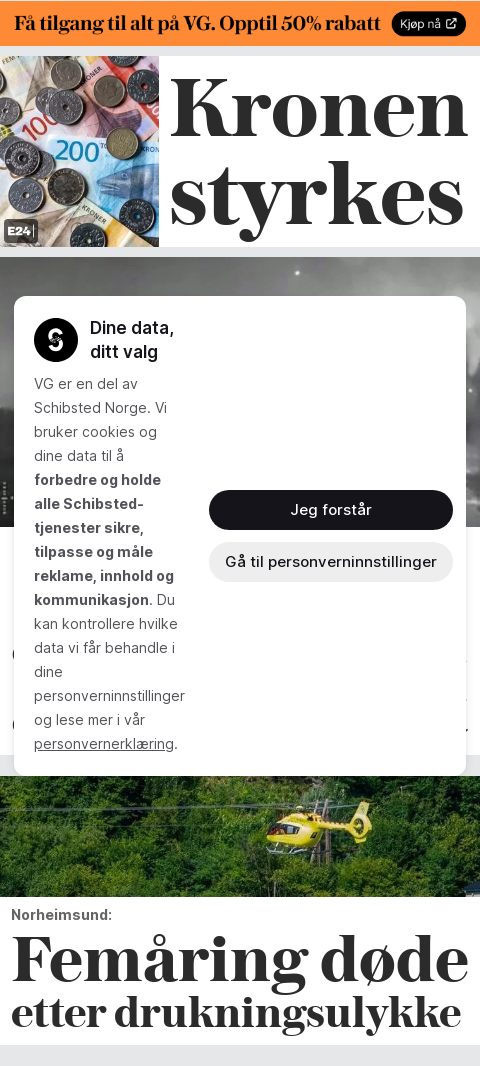 Få tilgang til alt på VG. Opptil 50% rabatt
Kjøp nå
Kronen
styrkes
E24
Dine data,
ditt valg
VG er en del av
Schibsted Norge. Vi
bruker cookies og
dine data til å
forbedre og holde
alle Schibsted-
tjenester sikre,
tilpasse og måle
reklame, innhold og
kommunikasjon. Du
kan kontrollere hvilke
data vi får behandle i
dine
personverninnstillinger
og lese mer i vår
personvernerklæring.
Jeg forstår
Gå til personverninnstillinger
Norheimsund:
Femåring døde
etter drukningsulykke